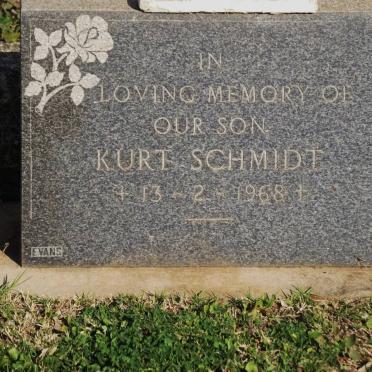 IN
LOVING MEMORY OF
OUR SON
KURT SCHMIDT
+ 13 - 2 - 1968 +
EVANS